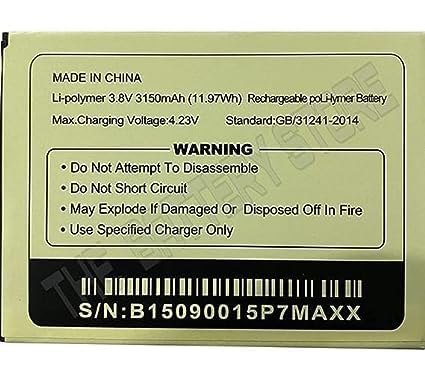 MADE IN CHINA
Li-polymer 3.8V 3150mAh (11.97Wh) Rechargeable poLi-lymer Battery
Max.Charging Voltage:4.23V Standard:GB/31241-2014
WARNING
• Do Not Attempt To Disassemble
• Do Not Short Circuit
• May Explode If Damaged Or Disposed Off In Fire
• Use Specified Charger Only
THE BATTERY STORE
S/N:B15090015P7MAXX